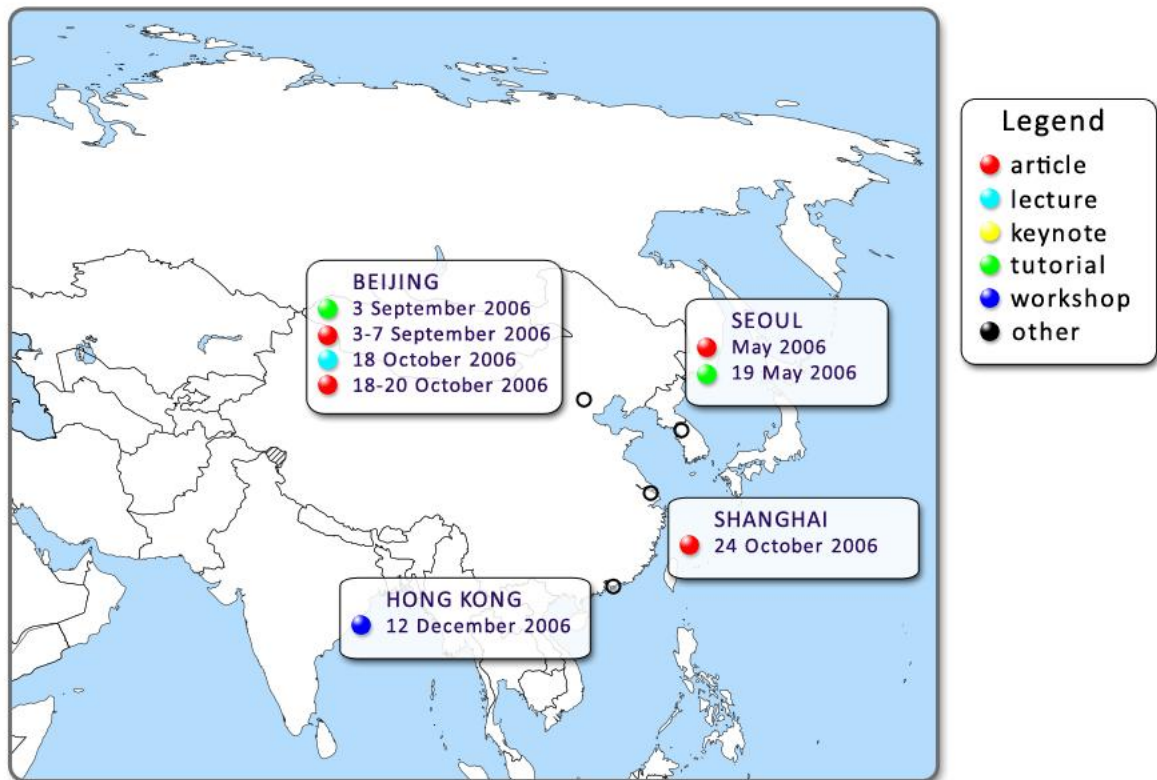 Legend
article
lecture
keynote
tutorial
workshop
other
BEIJING
3 September 2006
3-7 September 2006
18 October 2006
18-20 October 2006
SEOUL
May 2006
19 May 2006
SHANGHAI
24 October 2006
HONG KONG
12 December 2006